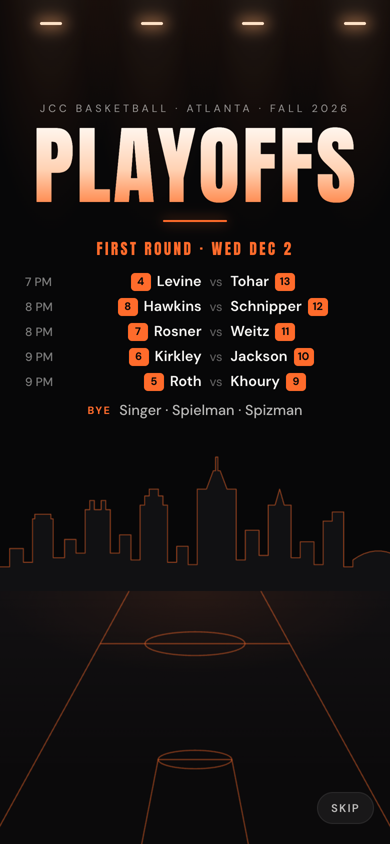 JCC BASKETBALL · ATLANTA · FALL 2026
PLAYOFFS
FIRST ROUND · WED DEC 2
7 PM 4 Levine vs Tohar 13
8 PM 8 Hawkins vs Schnipper 12
8 PM 7 Rosner vs Weitz 11
9 PM 6 Kirkley vs Jackson 10
9 PM 5 Roth vs Khoury 9
BYE Singer · Spielman · Spizman
SKIP